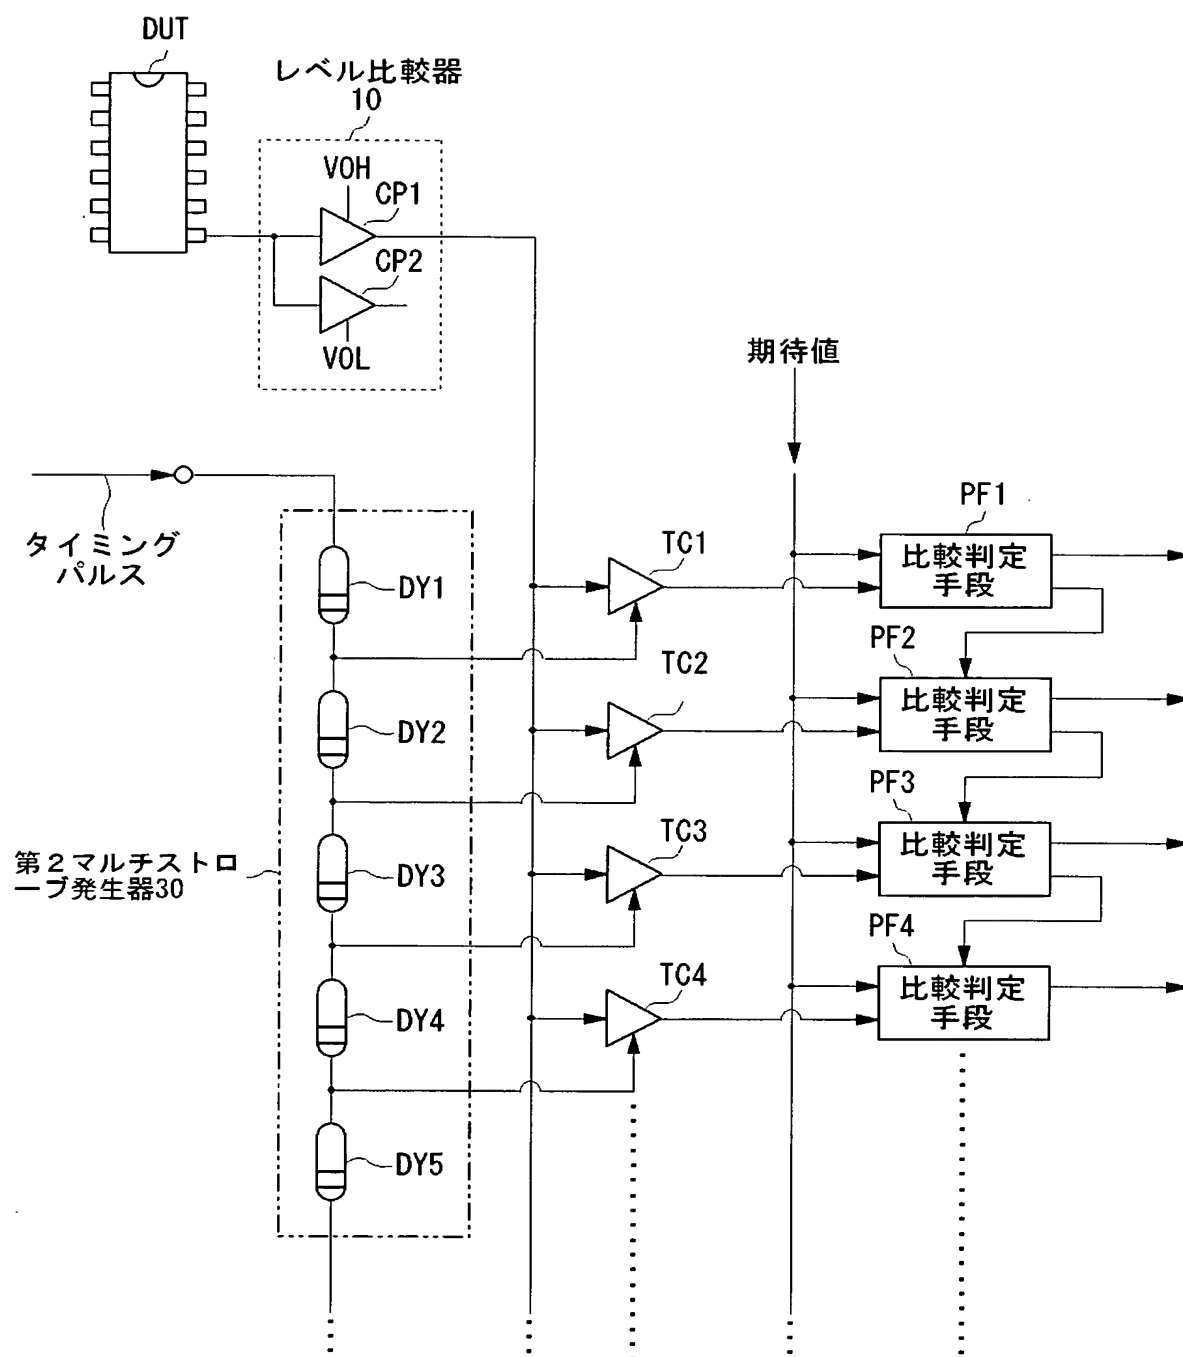 DUT
レベル比較器
10
VOH
CP1
CP2
VOL
期待値
タイミング
パルス
DY1
TC1
PF1
比較判定
手段
DY2
TC2
PF2
比較判定
手段
第2マルチストロ
ーブ発生器30
DY3
TC3
PF3
比較判定
手段
DY4
TC4
PF4
比較判定
手段
DY5